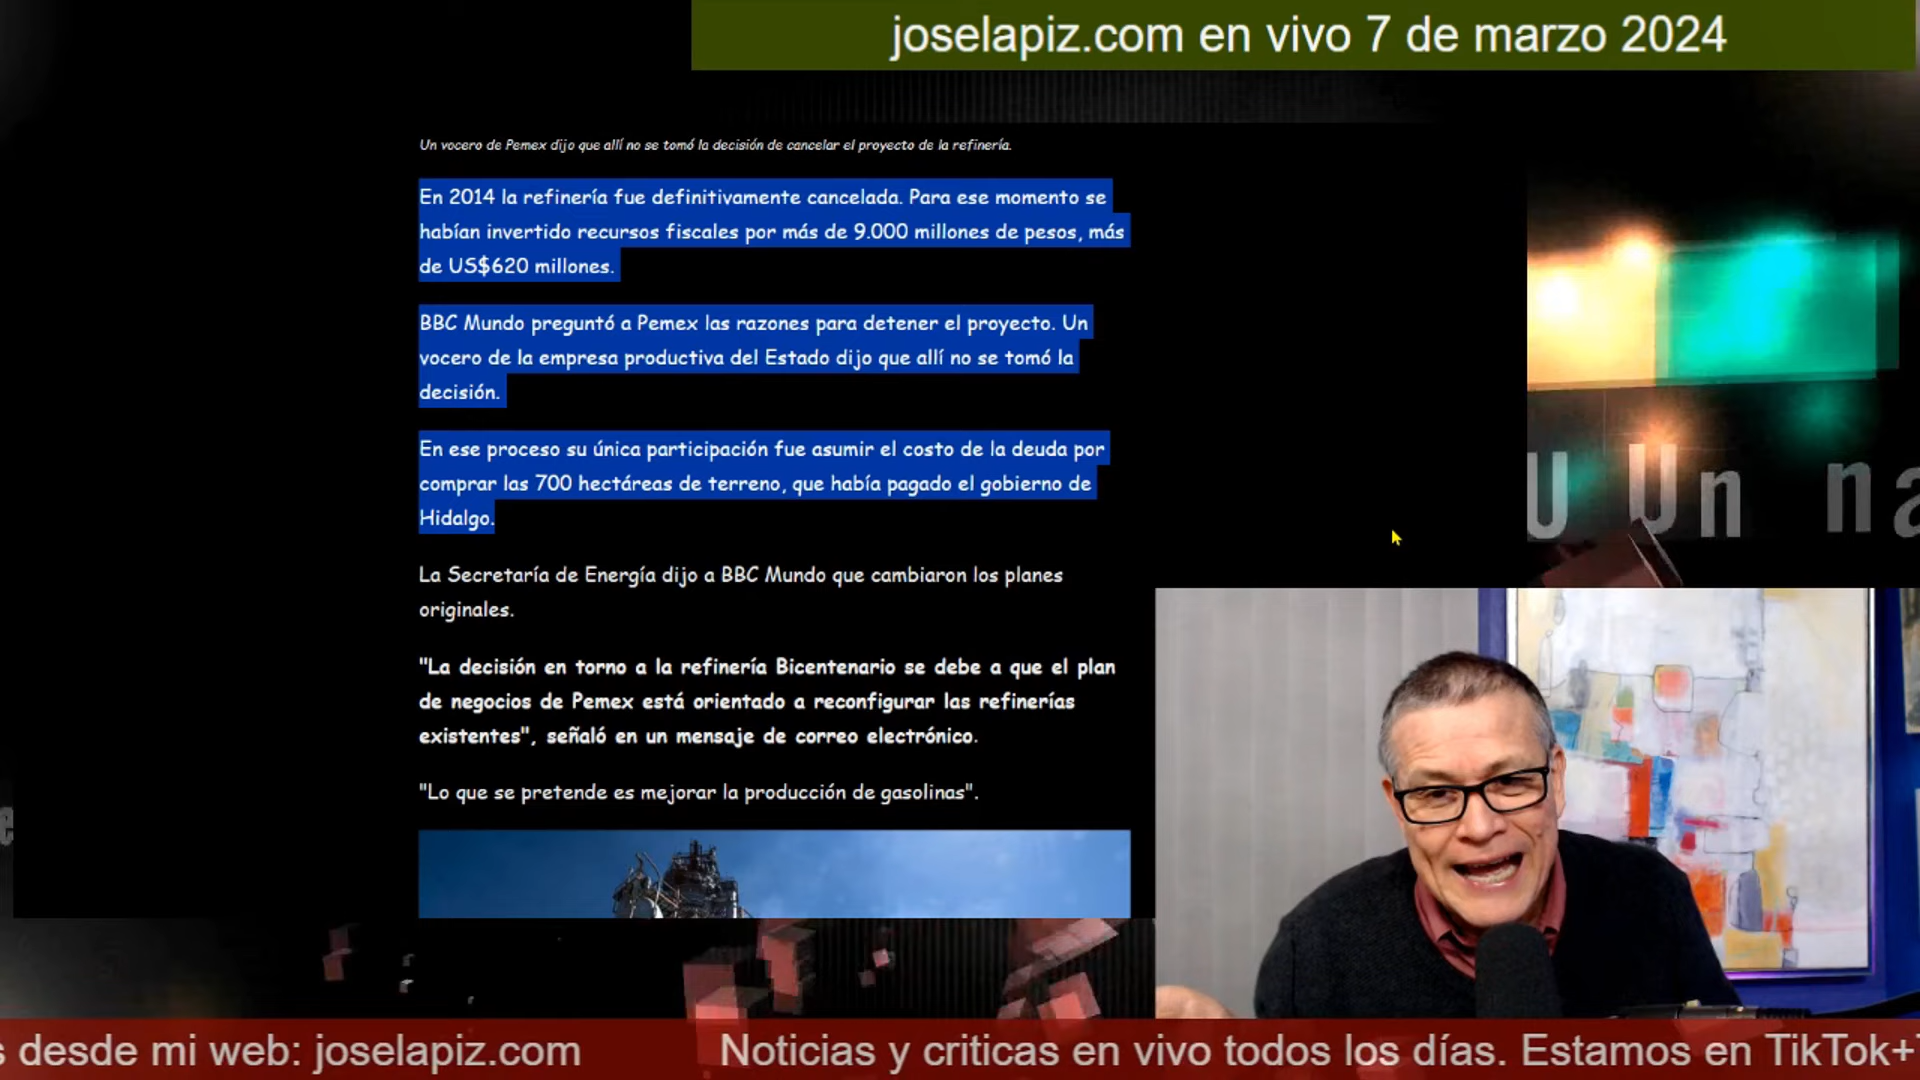 joselapiz.com en vivo 7 de marzo 2024
Un vocero de Pemex dijo que allí no se tomó la decisión de cancelar el proyecto de la refinería.
En 2014 la refinería fue definitivamente cancelada. Para ese momento se
habían invertido recursos fiscales por más de 9.000 millones de pesos, más
de US$620 millones.
BBC Mundo preguntó a Pemex las razones para detener el proyecto. Un
vocero de la empresa productiva del Estado dijo que allí no se tomó la
decisión.
En ese proceso su única participación fue asumir el costo de la deuda por
comprar las 700 hectáreas de terreno, que había pagado el gobierno de
Hidalgo.
La Secretaría de Energía dijo a BBC Mundo que cambiaron los planes
originales.
"La decisión en torno a la refinería Bicentenario se debe a que el plan
de negocios de Pemex está orientado a reconfigurar las refinerías
existentes", señaló en un mensaje de correo electrónico.
"Lo que se pretende es mejorar la producción de gasolinas".
U Un na
s desde mi web: joselapiz.com
Noticias y criticas en vivo todos los días. Estamos en TikTok+